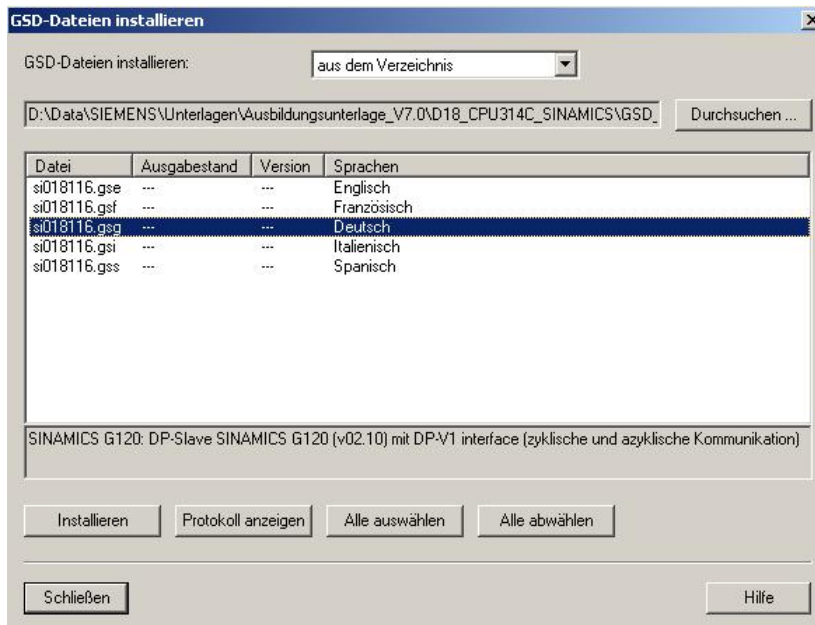 GSD-Dateien installieren
GSD-Dateien installieren: aus dem Verzeichnis
D:\Data\SIEMENS\Unterlagen\Ausbildungsunterlage_V7.0\D18_CPU314C_SINAMICS\GSD_ Durchsuchen ...
Datei Ausgabestand Version Sprachen
si018116.gse --- --- Englisch
si018116.gsf --- --- Französisch
si018116.gsg --- --- Deutsch
si018116.gsi --- --- Italienisch
si018116.gss --- --- Spanisch
SINAMICS G120: DP-Slave SINAMICS G120 (v02.10) mit DP-V1 interface (zyklische und azyklische Kommunikation)
Installieren Protokoll anzeigen Alle auswählen Alle abwählen
Schließen Hilfe